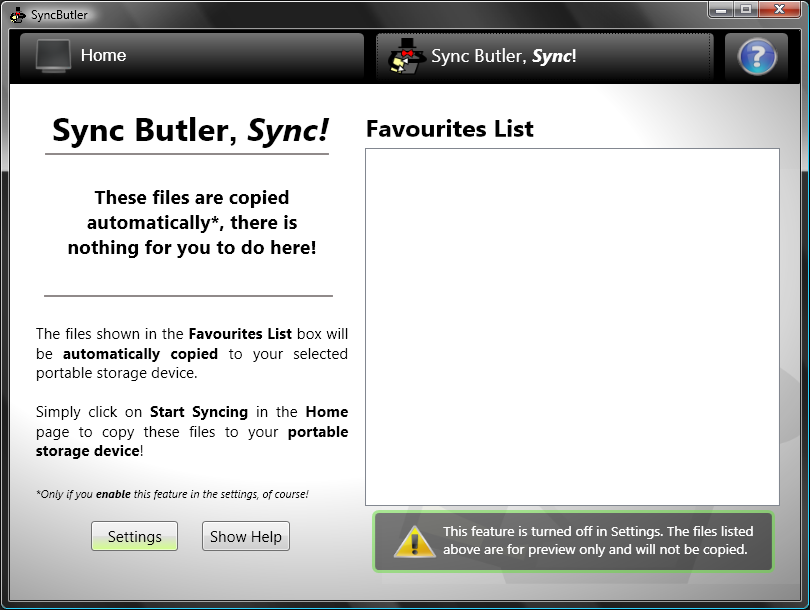 SyncButler
Home
Sync Butler, Sync!
?
Sync Butler, Sync!
These files are copied
automatically*, there is
nothing for you to do here!
The files shown in the Favourites List box will
be automatically copied to your selected
portable storage device.
Simply click on Start Syncing in the Home
page to copy these files to your portable
storage device!
*Only if you enable this feature in the settings, of course!
Settings
Show Help
Favourites List
This feature is turned off in Settings. The files listed
above are for preview only and will not be copied.